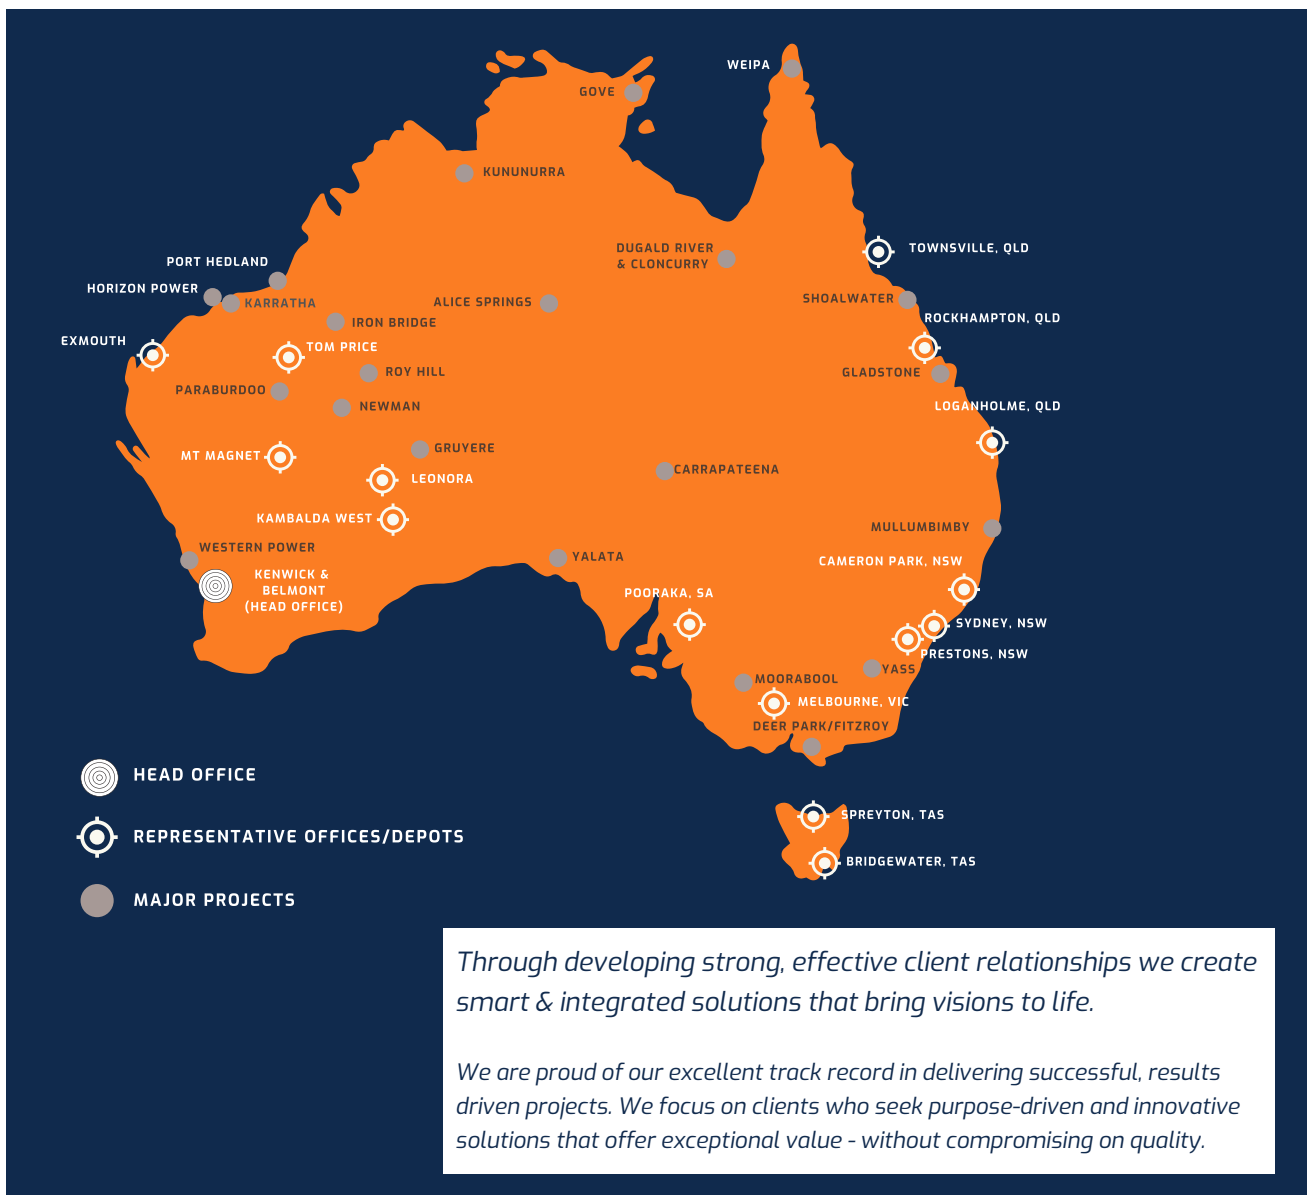 WEIPA
GOVE
KUNUNURRA
DUGALD RIVER
& CLONCURRY
TOWNSVILLE, QLD
PORT HEDLAND
HORIZON POWER
KARRATHA
ALICE SPRINGS
SHOALWATER
ROCKHAMPTON, QLD
IRON BRIDGE
EXMOUTH
TOM PRICE
ROY HILL
GLADSTONE
PARABURDOO
NEWMAN
LOGANHOLME, QLD
GRUYERE
MT MAGNET
CARRAPATEENA
LEONORA
KAMBALDA WEST
MULLUMBIMBY
WESTERN POWER
YALATA
CAMERON PARK, NSW
KENWICK &
BELMONT
(HEAD OFFICE)
POORAKA, SA
SYDNEY, NSW
PRESTONS, NSW
YASS
MOORABOOL
MELBOURNE, VIC
DEER PARK/FITZROY
HEAD OFFICE
SPREYTON, TAS
REPRESENTATIVE OFFICES/DEPOTS
BRIDGEWATER, TAS
MAJOR PROJECTS
Through developing strong, effective client relationships we create
smart & integrated solutions that bring visions to life.
We are proud of our excellent track record in delivering successful, results
driven projects. We focus on clients who seek purpose-driven and innovative
solutions that offer exceptional value - without compromising on quality.